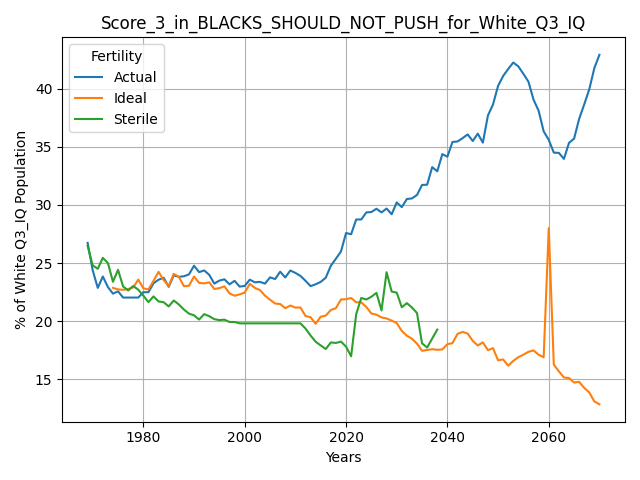 Score_3_in_BLACKS_SHOULD_NOT_PUSH_for_White_Q3_IQ
Fertility
Actual
Ideal
Sterile
% of White Q3_IQ Population
40
35
30
25
20
15
1980
2000
2020
2040
2060
Years